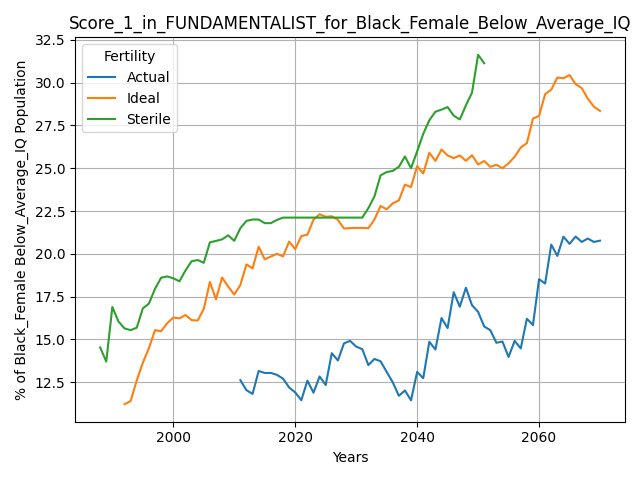 Score_1_in_FUNDAMENTALIST_for_Black_Female_Below_Average_IQ
% of Black_Female Below_Average_IQ Population
32.5
30.0
27.5
25.0
22.5
20.0
17.5
15.0
12.5
Fertility
Actual
Ideal
Sterile
2000 2020 2040 2060
Years